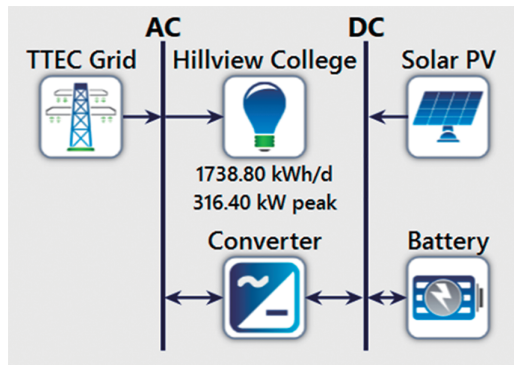 AC
DC
TTEC Grid
Hillview College
Solar PV
1738.80 kWh/d
316.40 kW peak
Converter
Battery